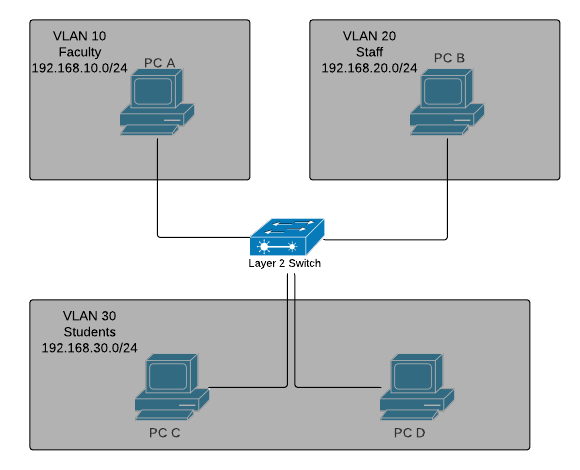 VLAN 10
Faculty
192.168.10.0/24
PC A
VLAN 20
Staff
192.168.20.0/24
PC B
Layer 2 Switch
VLAN 30
Students
192.168.30.0/24
PC C
PC D